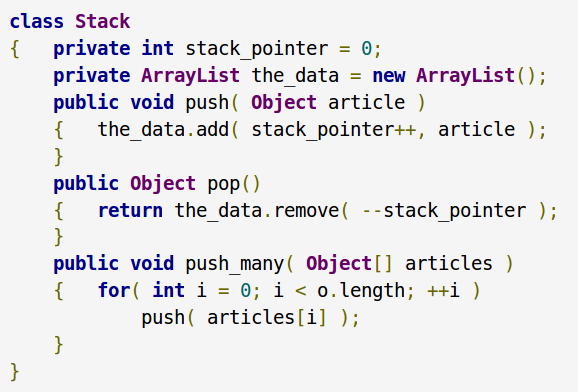 class Stack
{   private int stack_pointer = 0;
    private ArrayList the_data = new ArrayList();
    public void push( Object article )
    {   the_data.add( stack_pointer++, article );
    }
    public Object pop()
    {   return the_data.remove( --stack_pointer );
    }
    public void push_many( Object[] articles )
    {   for( int i = 0; i < o.length; ++i )
            push( articles[i] );
    }
}